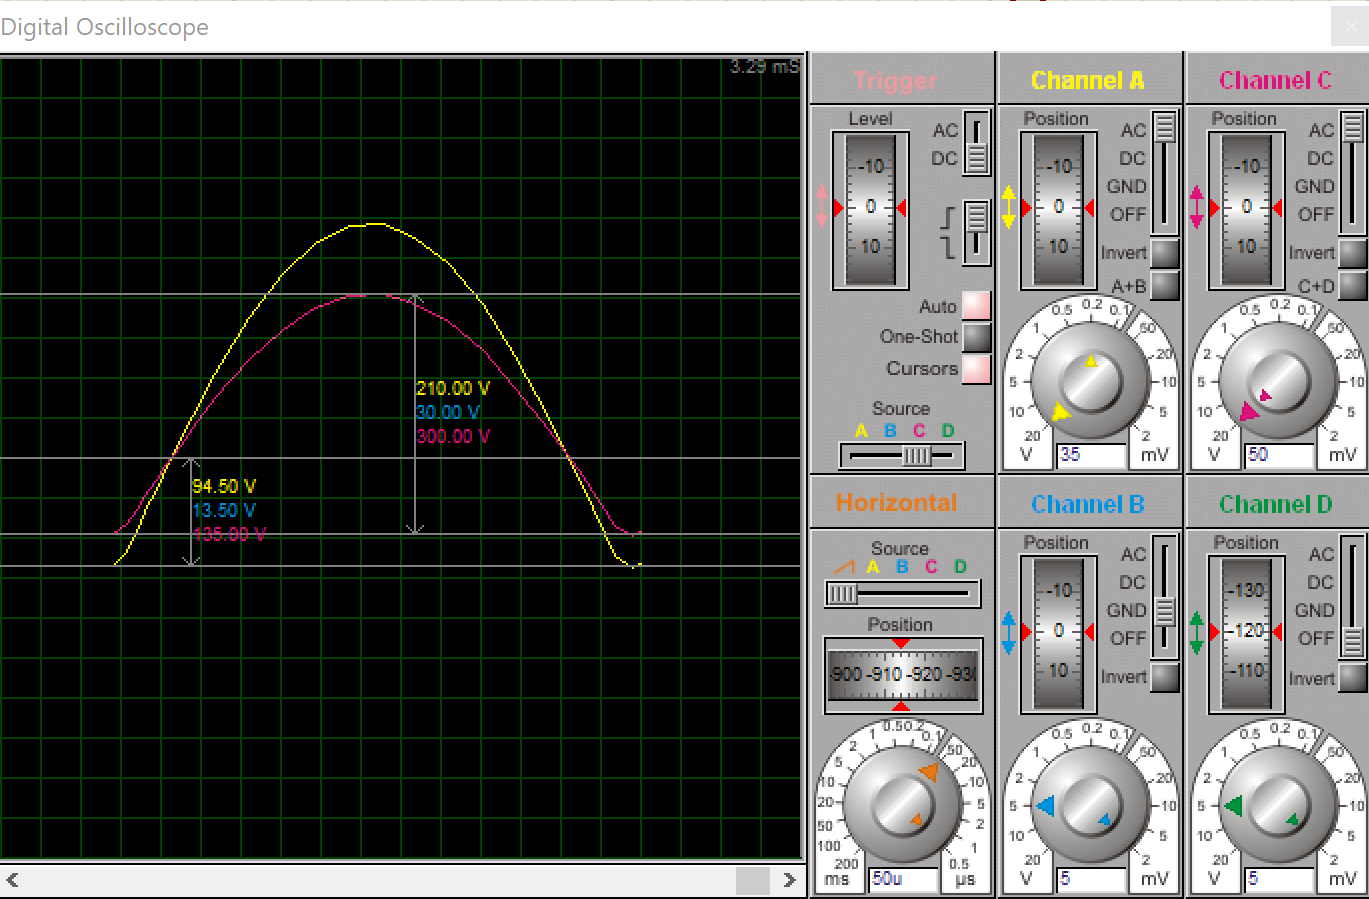 Digital Oscilloscope
3.29 mS
210.00 V
30.00 V
300.00 V
94.50 V
13.50 V
135.00 V
Trigger
Level
-10
0
10
AC
DC
Auto
One-Shot
Cursors
Source
A B C D
Channel A
Position
-10
0
10
AC
DC
GND
OFF
Invert
A+B
20 10 5 2 1 0.5 0.2 0.1 50 20 10 5 2
V 35 mV
Channel C
Position
-10
0
10
AC
DC
GND
OFF
Invert
C+D
20 10 5 2 1 0.5 0.2 0.1 50 20 10 5 2
V 50 mV
Horizontal
Source
A B C D
Position
-900 -910 -920 -930
200 100 50 20 10 5 2 1 0.5 0.2 0.1 50 20 10 5 2 1 0.5
ms 50u µs
Channel B
Position
-10
0
10
AC
DC
GND
OFF
Invert
20 10 5 2 1 0.5 0.2 0.1 50 20 10 5 2
V 5 mV
Channel D
Position
-130
-120
-110
AC
DC
GND
OFF
Invert
20 10 5 2 1 0.5 0.2 0.1 50 20 10 5 2
V 5 mV